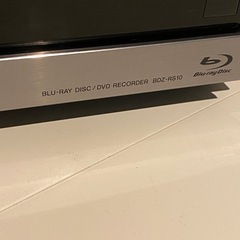 BLU-RAY DISC / DVD RECORDER BDZ-RS10
Blu-ray Disc